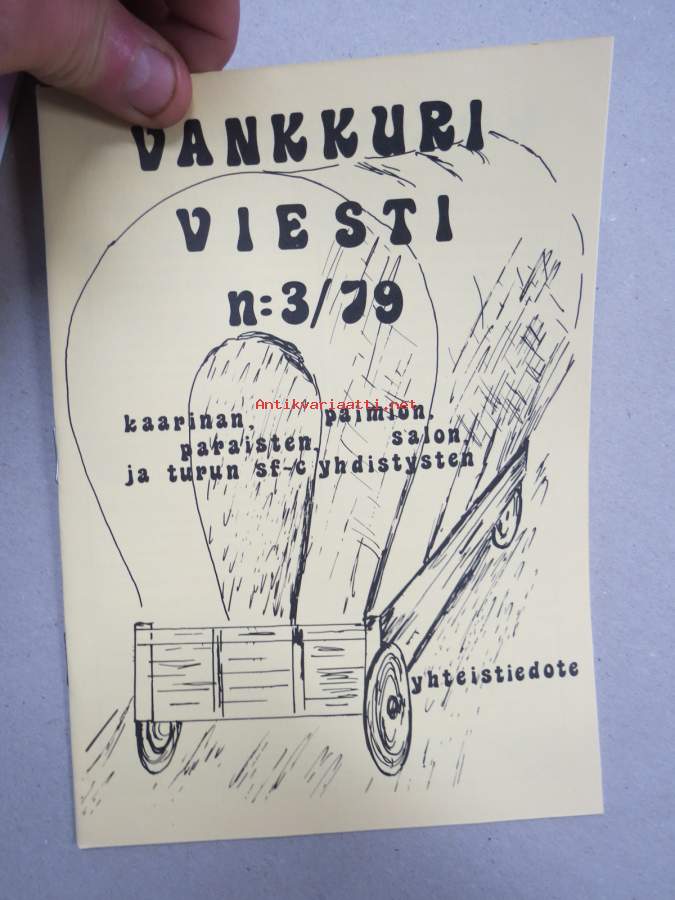 VANKKURI
VIESTI
n:3/79
Antikvariaatti.net
kaarinan, paimion,
paraisten, salon,
ja turun sf-c yhdistysten
yhteistiedote